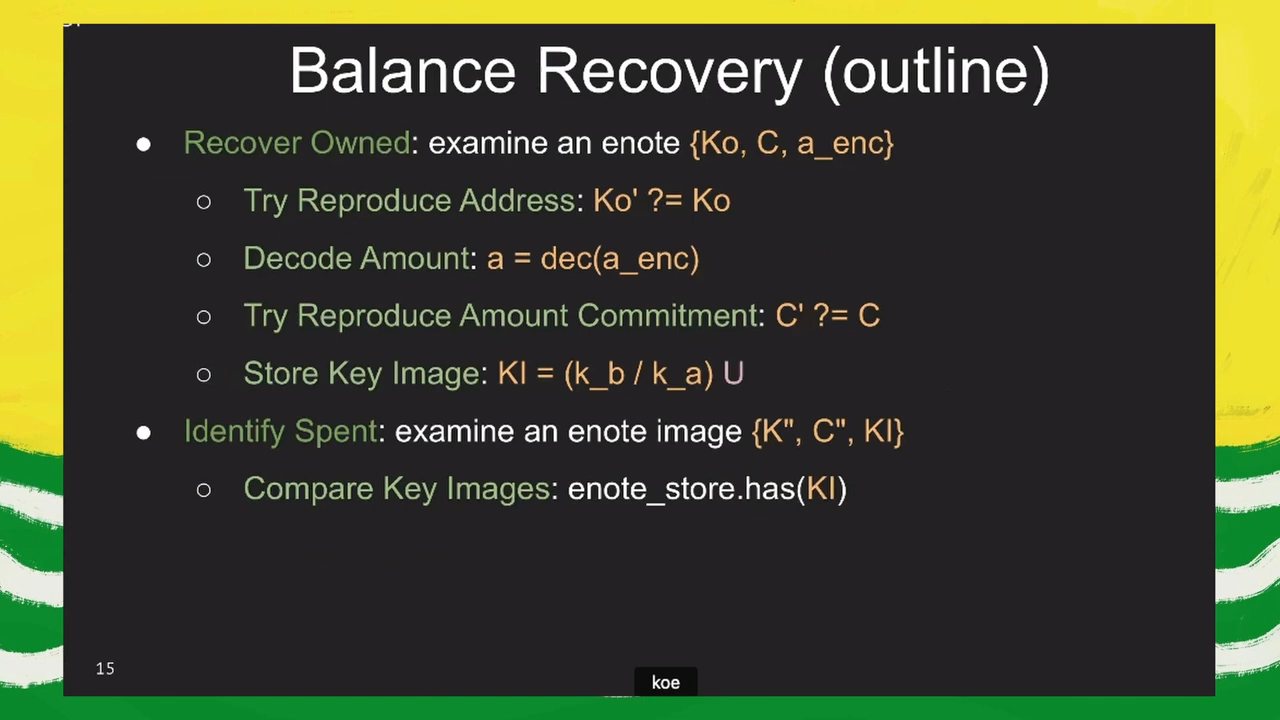 Balance Recovery (outline)
● Recover Owned: examine an enote {Ko, C, a_enc}
○ Try Reproduce Address: Ko' ?= Ko
○ Decode Amount: a = dec(a_enc)
○ Try Reproduce Amount Commitment: C' ?= C
○ Store Key Image: KI = (k_b / k_a) U
● Identify Spent: examine an enote image {K", C", KI}
○ Compare Key Images: enote_store.has(KI)
15
koe